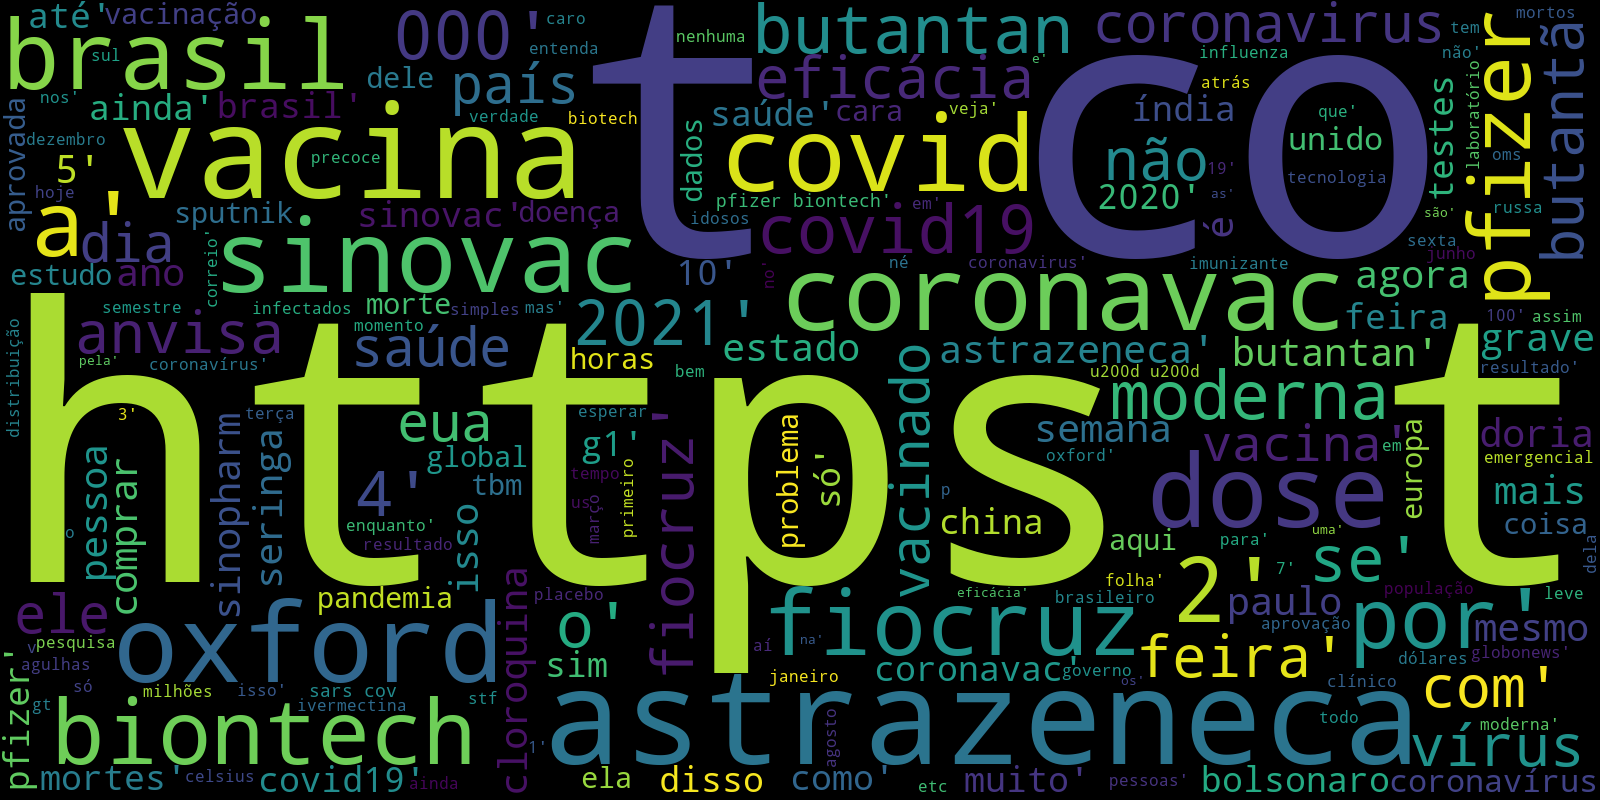 até' vacinação 000' caro butantan coronavirus tem mortos
brasil sul entenda nenhuma t co e' influenza não' pfizer butantã
nos' ainda' brasil' dele país eficácia saúde' cara veja' índia atrás testes laboratório
dezembro vacina verdade biotech dados covid não que' unido oms
aprovada 5' precoce 19' tecnologia
hoje a' pfizer biontech' em' 2020' as' são' russa
dia sputnik sinovac' doença idosos covid19 é sexta
estudo ano correio' sinovac 10' no' né coronavirus' imunizante agora junho
semestre infectados morte simples mas' 2021' coronavac feira 100' assim
distribuição anvisa momento saúde horas estado astrazeneca' butantan' grave
pela' coronavírus' bem vacinado u200d u200d resultado'
https t
3' terça eua esperar fiocruz' moderna
pessoa comprar sinopharm seringa global g1' problema só' semana vacina' em europa doria
tbm tempo oxford' emergencial
4' us março primeiro p dose mais
enquanto' china para' uma' coisa
resultado isso aqui se' dela
o pandemia placebo eficácia' folha' 7' população leve
ele cloroquina o' fiocruz brasileiro 2' paulo por' mesmo
pesquisa oxford aí na' aprovação
v agulhas sim coronavac' governo feira' dólares globonews'
pfizer' só milhões isso' sars cov janeiro os' clínico com'
gt ivermectina stf
biontech 1' astrazeneca agosto todo moderna'
vírus
mortes' celsius covid19' ainda ela disso como' etc muito' pessoas' bolsonaro coronavírus